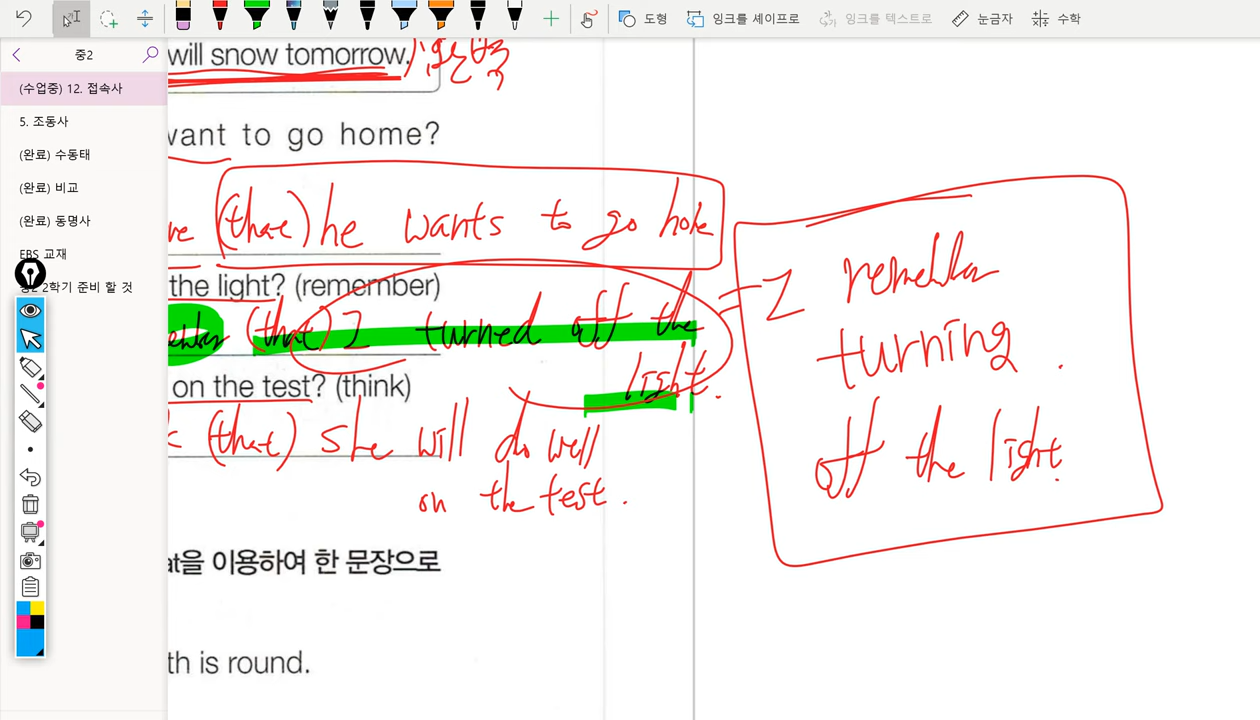 도형
잉크를 셰이프로
잉크를 텍스트로
눈금자
수학
중2
(수업중) 12. 접속사
5. 조동사
(완료) 수동태
(완료) 비교
(완료) 동명사
EBS 교재
2학기 준비 할 것
will snow tomorrow.
want to go home?
(that) he wants to go
the light? (remember)
(that) I turned off the
light.
on the test? (think)
(that) she will do well
on the test.
at을 이용하여 한 문장으로
th is round.
= I remember
turning .
off the light.